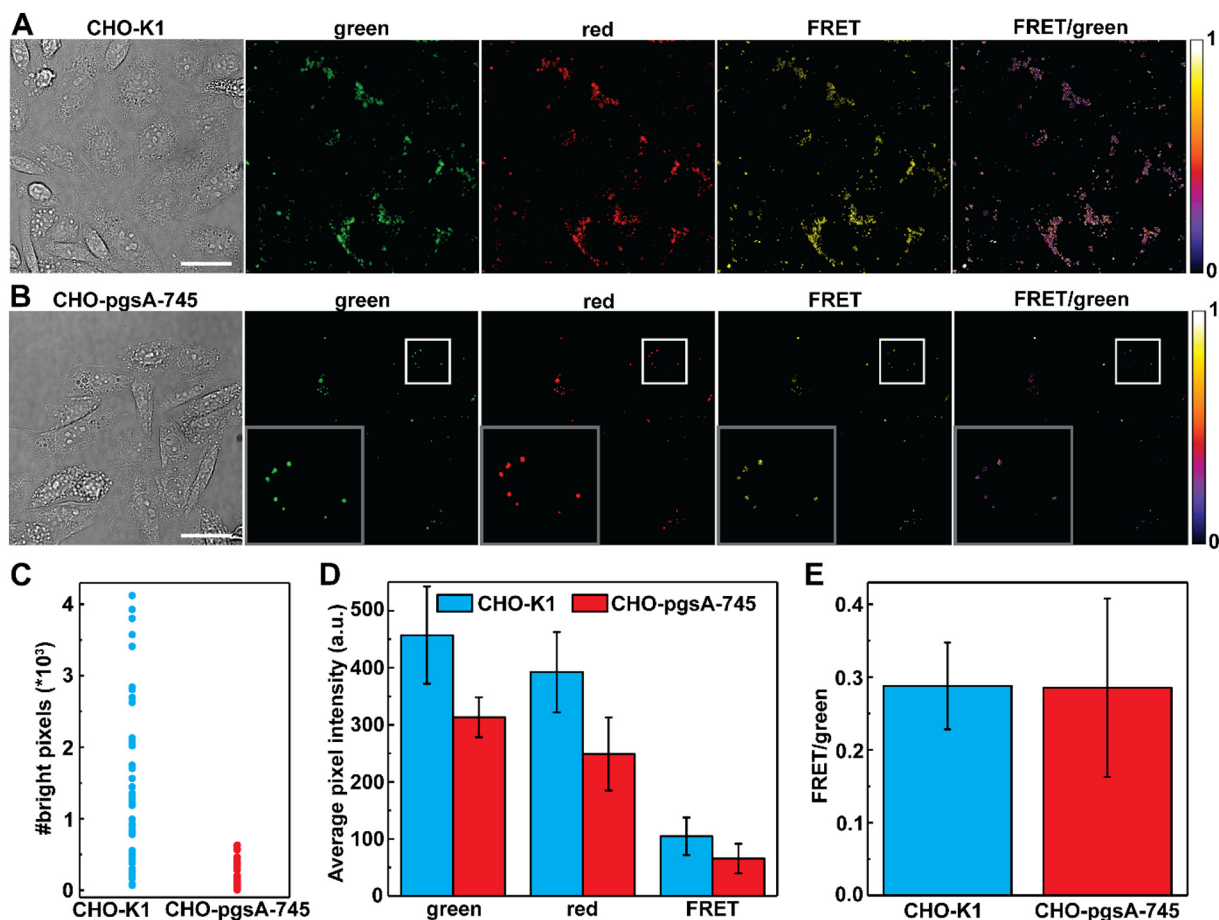 A
CHO-K1
green
red
FRET
FRET/green
1
0
B
CHO-pgsA-745
green
red
FRET
FRET/green
1
0
C
#bright pixels (*10³)
4
3
2
1
0
CHO-K1 CHO-pgsA-745
D
Average pixel intensity (a.u.)
CHO-K1 CHO-pgsA-745
500
400
300
200
100
0
green red FRET
E
FRET/green
0.4
0.3
0.2
0.1
0.0
CHO-K1 CHO-pgsA-745